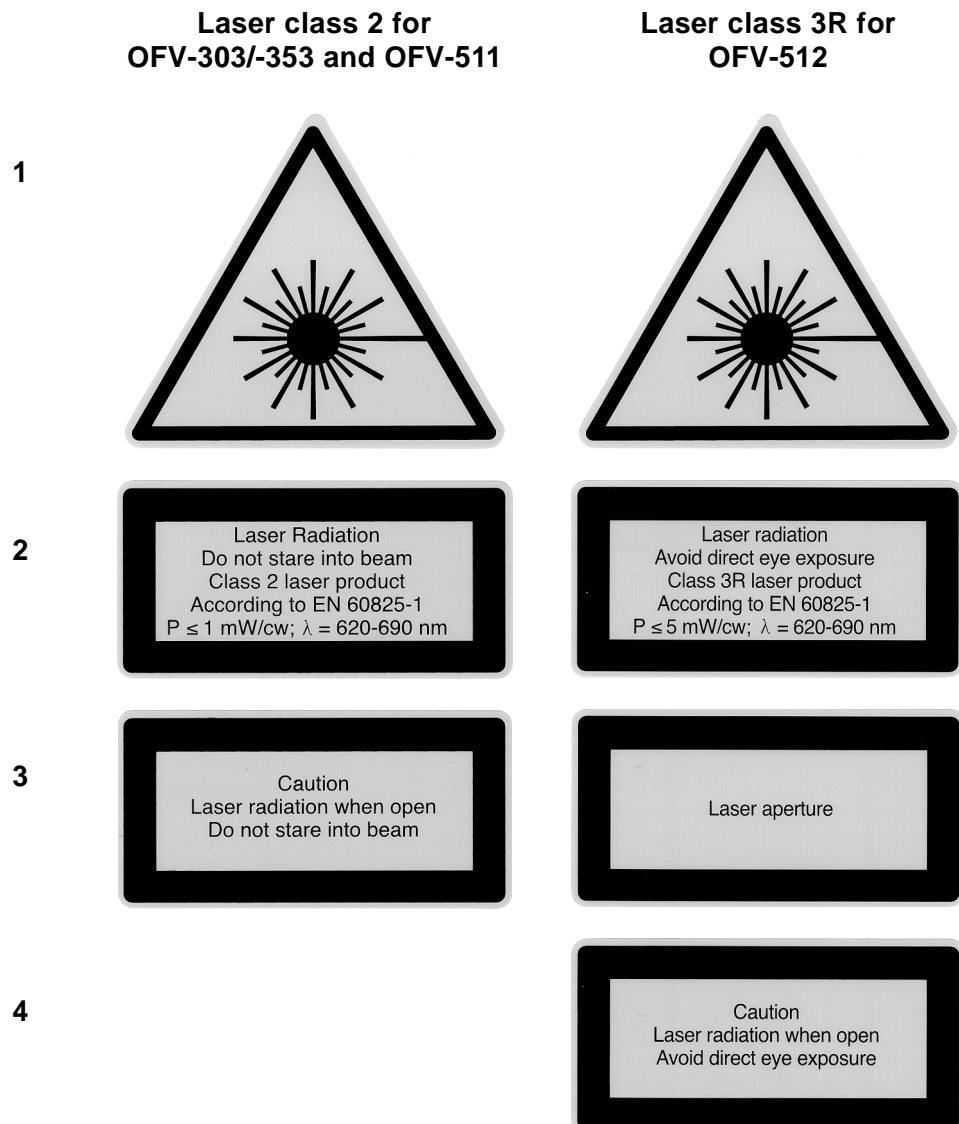 Laser class 2 for
OFV-303/-353 and OFV-511
Laser class 3R for
OFV-512
1
2
Laser Radiation
Do not stare into beam
Class 2 laser product
According to EN 60825-1
P ≤ 1 mW/cw; λ = 620-690 nm
Laser radiation
Avoid direct eye exposure
Class 3R laser product
According to EN 60825-1
P ≤ 5 mW/cw; λ = 620-690 nm
3
Caution
Laser radiation when open
Do not stare into beam
Laser aperture
4
Caution
Laser radiation when open
Avoid direct eye exposure